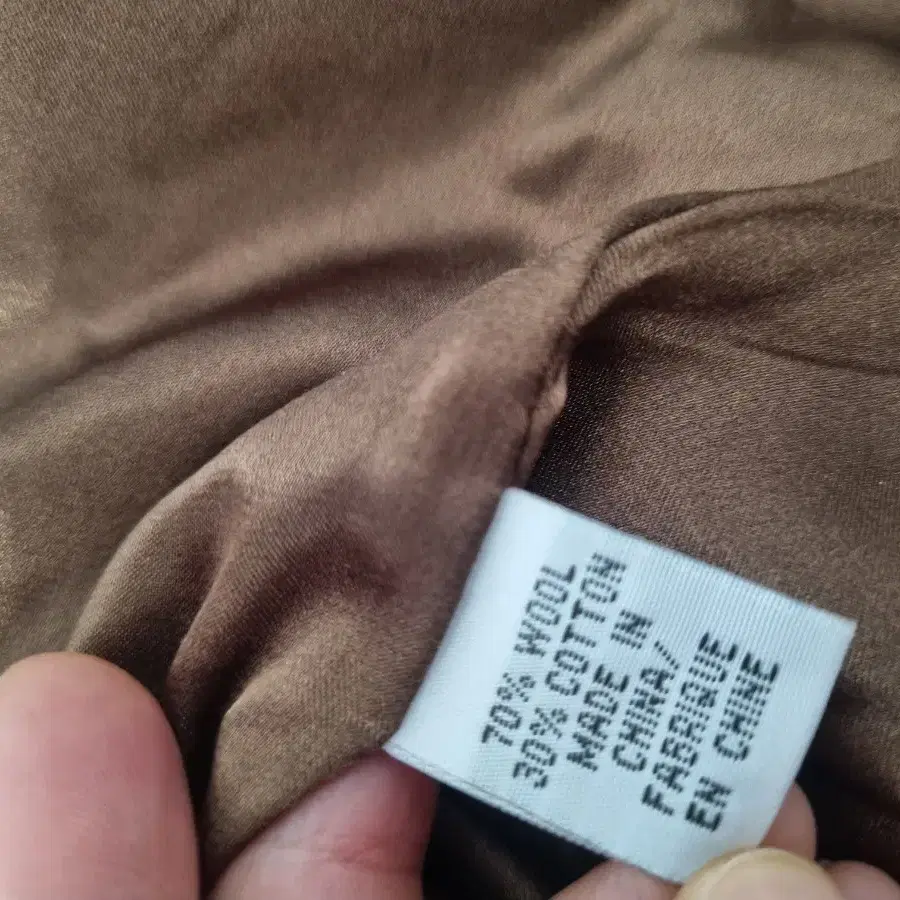 70% WOOL
30% COTTON
MADE IN
CHINA/
FABRIQUE
EN CHINE